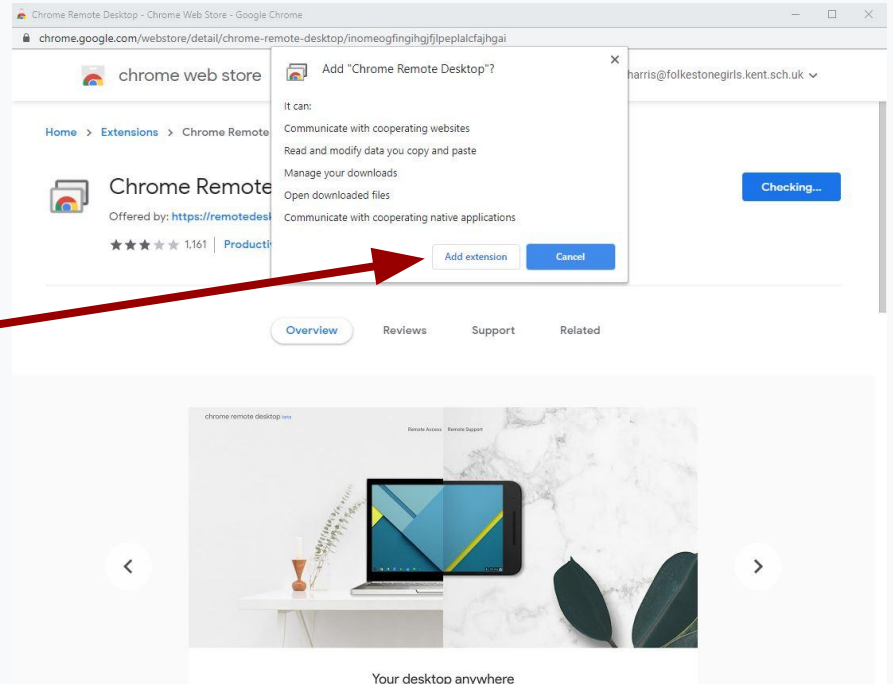 Chrome Remote Desktop - Chrome Web Store - Google Chrome
chrome.google.com/webstore/detail/chrome-remote-desktop/inomeogfingihgjfjlpeplalcfajhgai
chrome web store
harris@folkestonegirls.kent.sch.uk
Add "Chrome Remote Desktop"?
It can:
Communicate with cooperating websites
Read and modify data you copy and paste
Manage your downloads
Open downloaded files
Communicate with cooperating native applications
Add extension Cancel
Home > Extensions > Chrome Remote
Chrome Remote
Checking...
Offered by: https://remotedesk
1,161 Producti
Overview Reviews Support Related
chrome remote desktop beta
Remote Access Remote Support
Your desktop anywhere